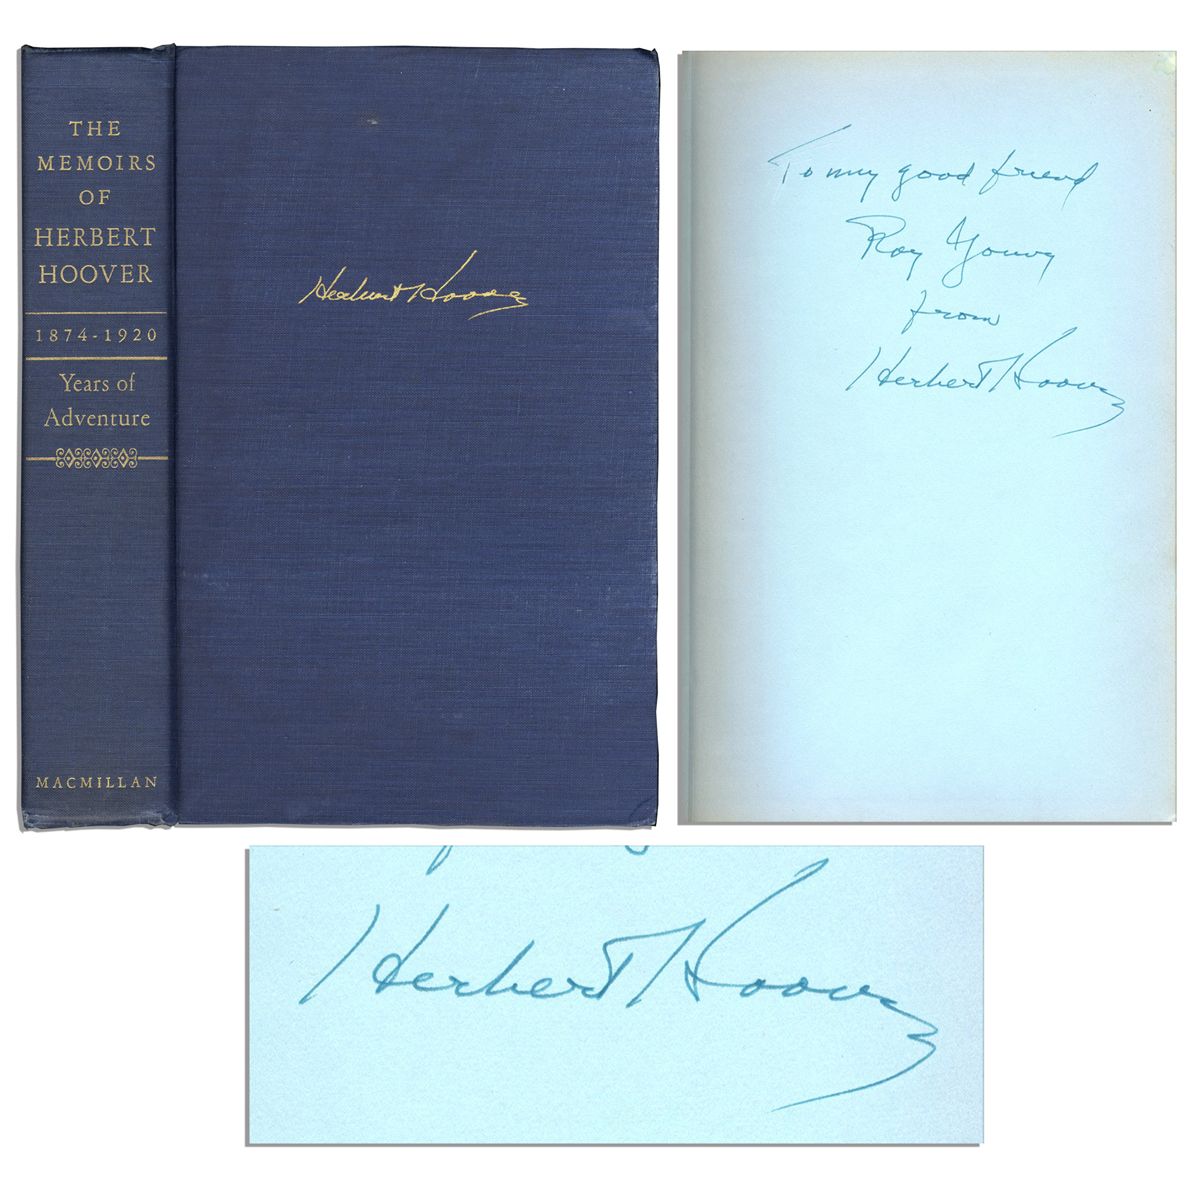 THE
MEMOIRS
OF
HERBERT
HOOVER
1874-1920
Years of
Adventure
MACMILLAN
Herbert Hoover
To my good friend
Roy Young
from
Herbert Hoover
Herbert Hoover